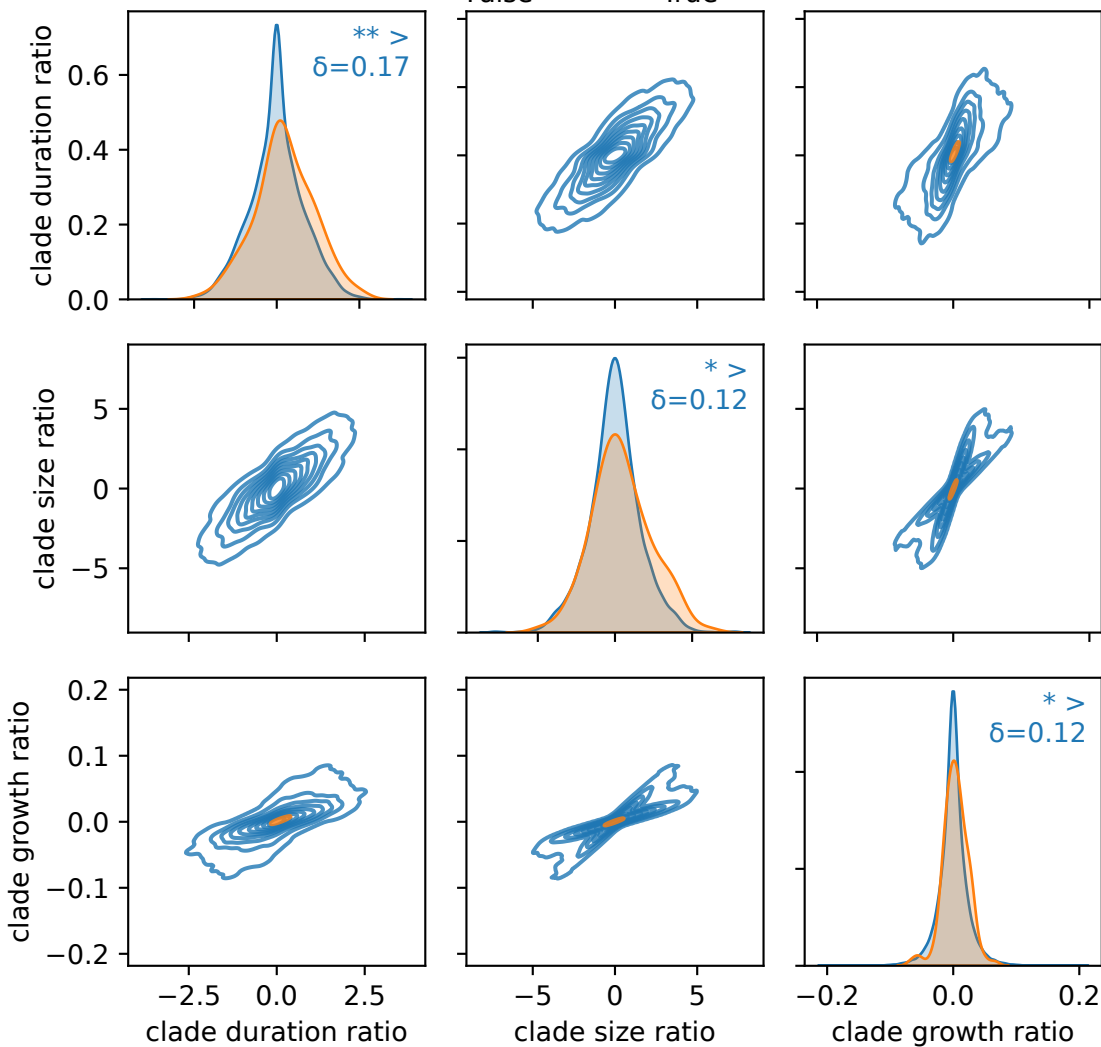 True
** >
δ=0.17
clade duration ratio
0.6
0.4
0.2
0.0
* >
δ=0.12
clade size ratio
5
0
−5
* >
δ=0.12
clade growth ratio
0.2
0.1
0.0
−0.1
−0.2
−2.5 0.0 2.5
−5 0 5
−0.2 0.0 0.2
clade duration ratio
clade size ratio
clade growth ratio